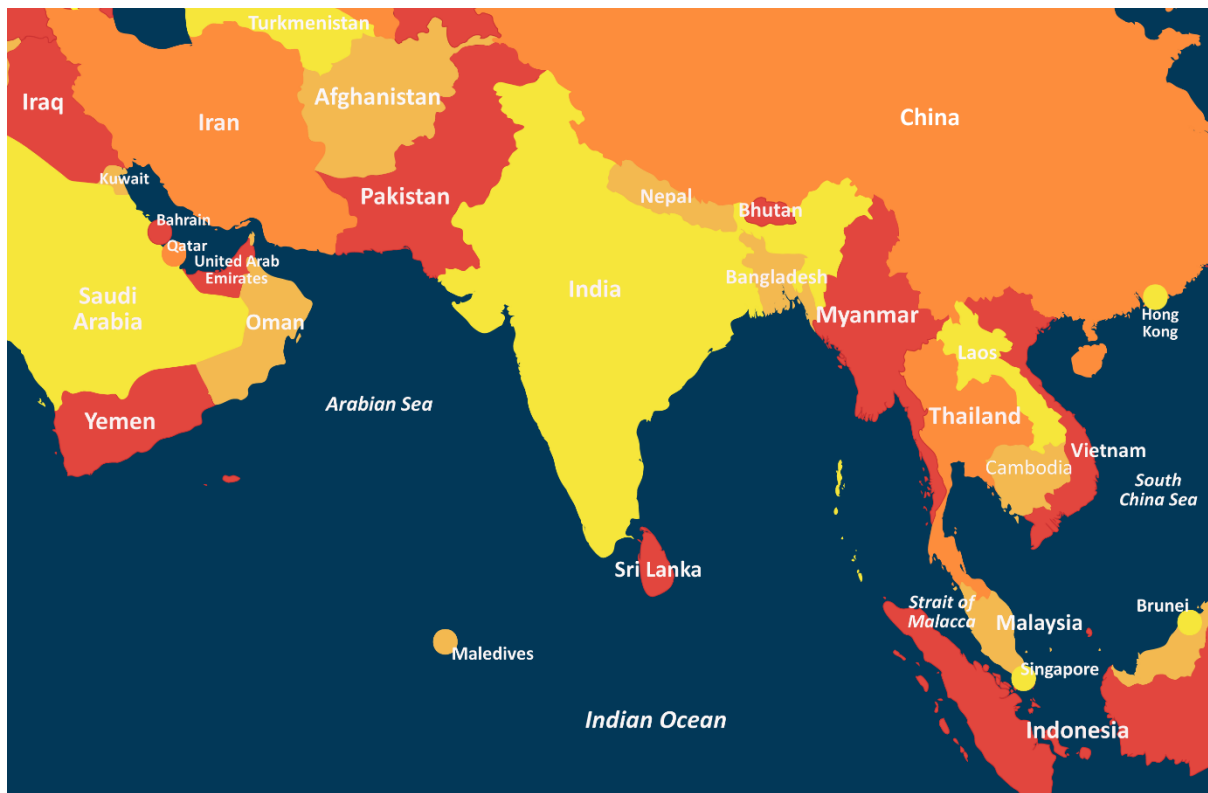 Turkmenistan
Iraq
Iran
Afghanistan
China
Kuwait
Pakistan
Nepal
Bhutan
Bahrain
Qatar
United Arab
Emirates
Saudi
Arabia
Oman
India
Bangladesh
Myanmar
Hong
Kong
Laos
Yemen
Arabian Sea
Thailand
Vietnam
Cambodia
South
China Sea
Sri Lanka
Strait of
Malacca
Malaysia
Brunei
Maledives
Singapore
Indian Ocean
Indonesia